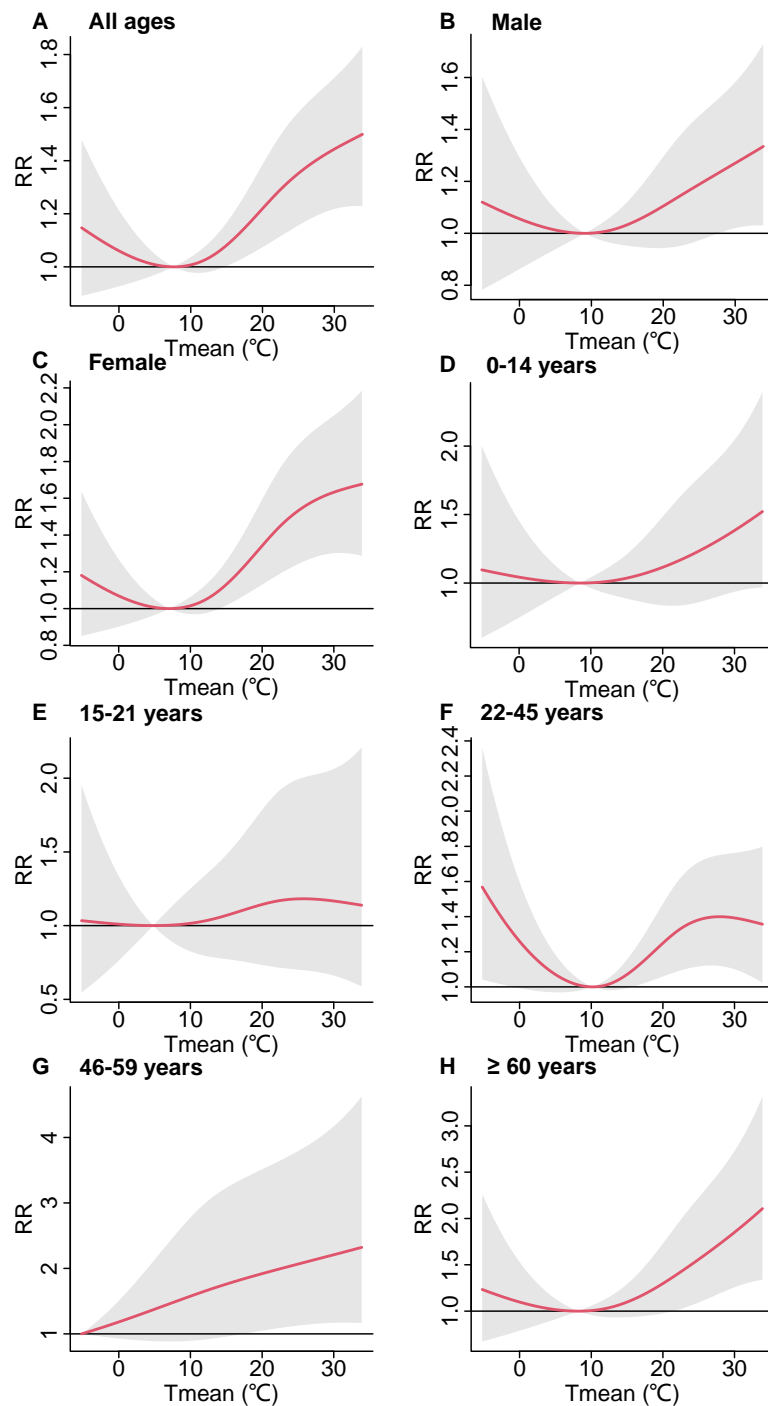 A All ages
RR
1.0 1.2 1.4 1.6 1.8
0 10 20 30
Tmean (℃)
B Male
RR
0.8 1.0 1.2 1.4 1.6
0 10 20 30
Tmean (℃)
C Female
RR
0.8 1.0 1.2 1.4 1.6 1.8 2.0 2.2
0 10 20 30
Tmean (℃)
D 0-14 years
RR
1.0 1.5 2.0
0 10 20 30
Tmean (℃)
E 15-21 years
RR
0.5 1.0 1.5 2.0
0 10 20 30
Tmean (℃)
F 22-45 years
RR
1.0 1.2 1.4 1.6 1.8 2.0 2.2 2.4
0 10 20 30
Tmean (℃)
G 46-59 years
RR
1 2 3 4
0 10 20 30
Tmean (℃)
H ≥ 60 years
RR
1.0 1.5 2.0 2.5 3.0
0 10 20 30
Tmean (℃)